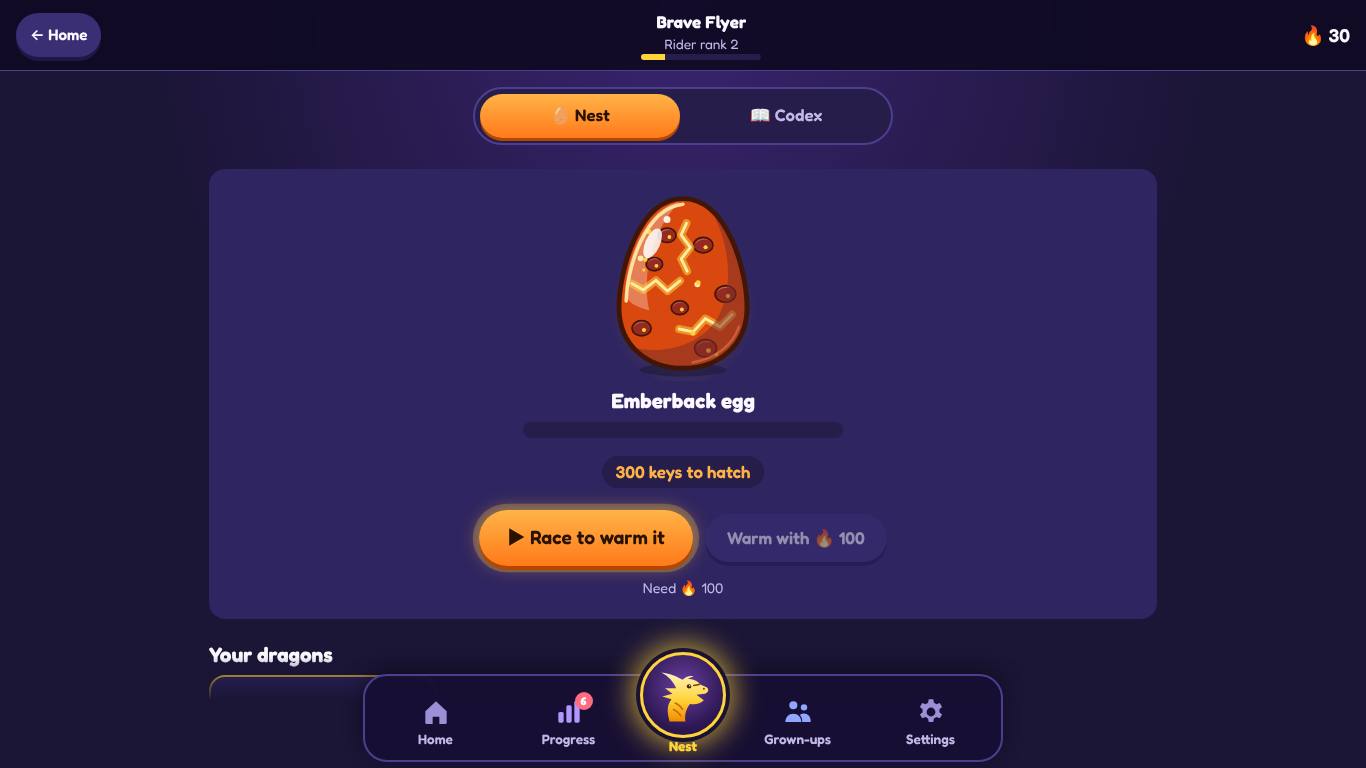 ← Home
Brave Flyer
Rider rank 2
🔥 30
🥚 Nest
📖 Codex
Emberback egg
300 keys to hatch
▶ Race to warm it
Warm with 🔥 100
Need 🔥 100
Your dragons
Home
Progress
6
Nest
Grown-ups
Settings